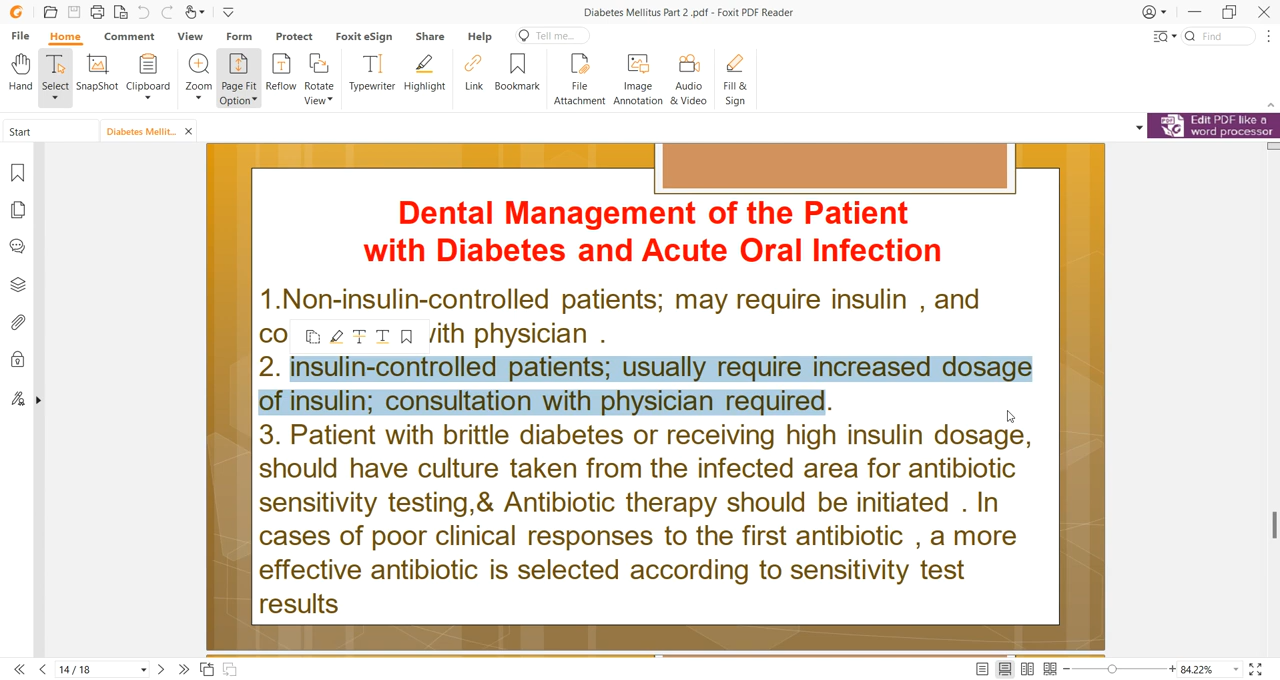 Diabetes Mellitus Part 2 .pdf - Foxit PDF Reader
File Home Comment View Form Protect Foxit eSign Share Help Tell me... Find
Hand Select SnapShot Clipboard Zoom Page Fit Option Reflow Rotate View Typewriter Highlight Link Bookmark File Attachment Image Annotation Audio & Video Fill & Sign
Start Diabetes Mellit... Edit PDF like a
word processor
Dental Management of the Patient
with Diabetes and Acute Oral Infection
1.Non-insulin-controlled patients; may require insulin , and
co with physician .
2. insulin-controlled patients; usually require increased dosage
of insulin; consultation with physician required.
3. Patient with brittle diabetes or receiving high insulin dosage,
should have culture taken from the infected area for antibiotic
sensitivity testing,& Antibiotic therapy should be initiated . In
cases of poor clinical responses to the first antibiotic , a more
effective antibiotic is selected according to sensitivity test
results
14 / 18 84.22%